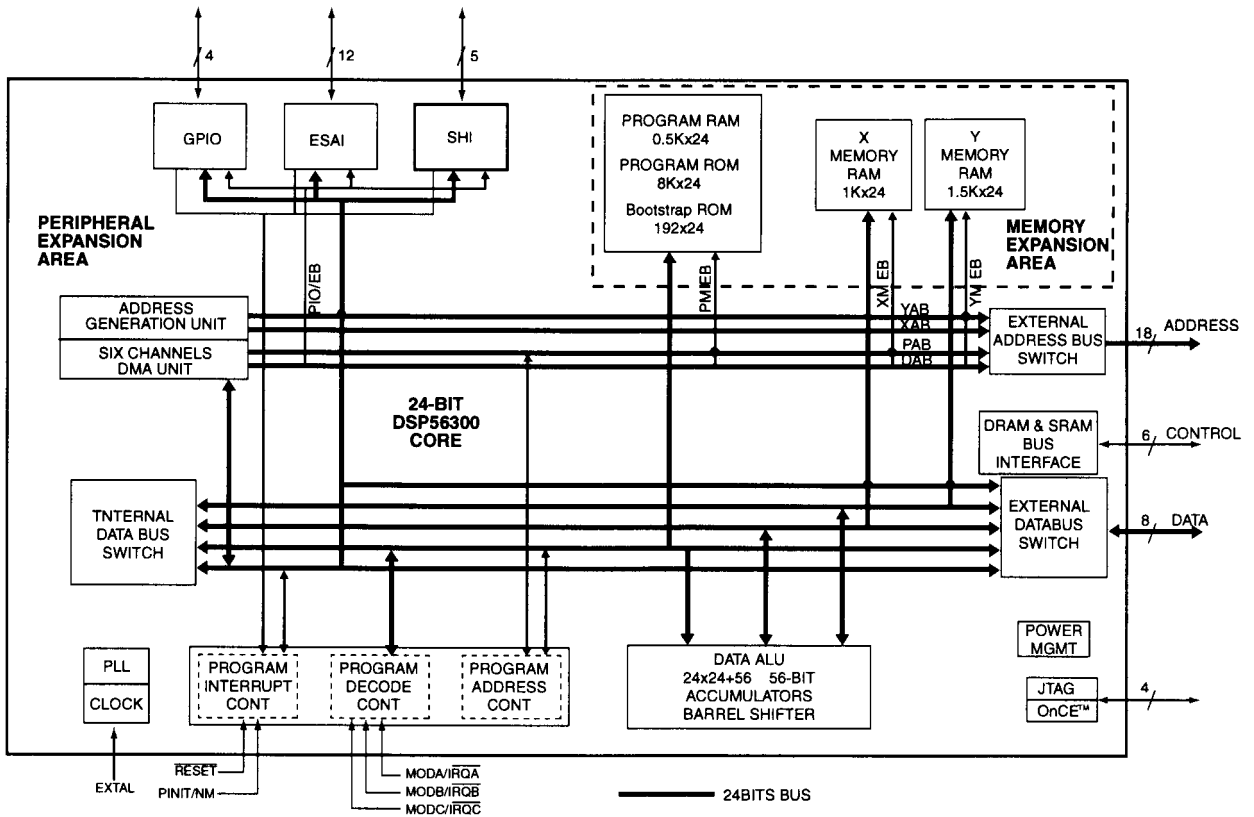 4
12
5
GPIO
ESAI
SHI
PROGRAM RAM
0.5Kx24
PROGRAM ROM
8Kx24
Bootstrap ROM
192x24
X
MEMORY
RAM
1Kx24
Y
MEMORY
RAM
1.5Kx24
PERIPHERAL
EXPANSION
AREA
MEMORY
EXPANSION
AREA
PIO/EB
PM EB
XM EB
YM EB
ADDRESS
GENERATION UNIT
SIX CHANNELS
DMA UNIT
YAB
XAB
PAB
DAB
EXTERNAL
ADDRESS BUS
SWITCH
18
ADDRESS
24-BIT
DSP56300
CORE
DRAM & SRAM
BUS
INTERFACE
6
CONTROL
TNTERNAL
DATA BUS
SWITCH
EXTERNAL
DATABUS
SWITCH
8
DATA
PLL
CLOCK
PROGRAM
INTERRUPT
CONT
PROGRAM
DECODE
CONT
PROGRAM
ADDRESS
CONT
DATA ALU
24x24+56 56-BIT
ACCUMULATORS
BARREL SHIFTER
POWER
MGMT
JTAG
OnCE™
4
EXTAL
RESET
PINIT/NM
MODA/IRQA
MODB/IRQB
MODC/IRQC
24BITS BUS